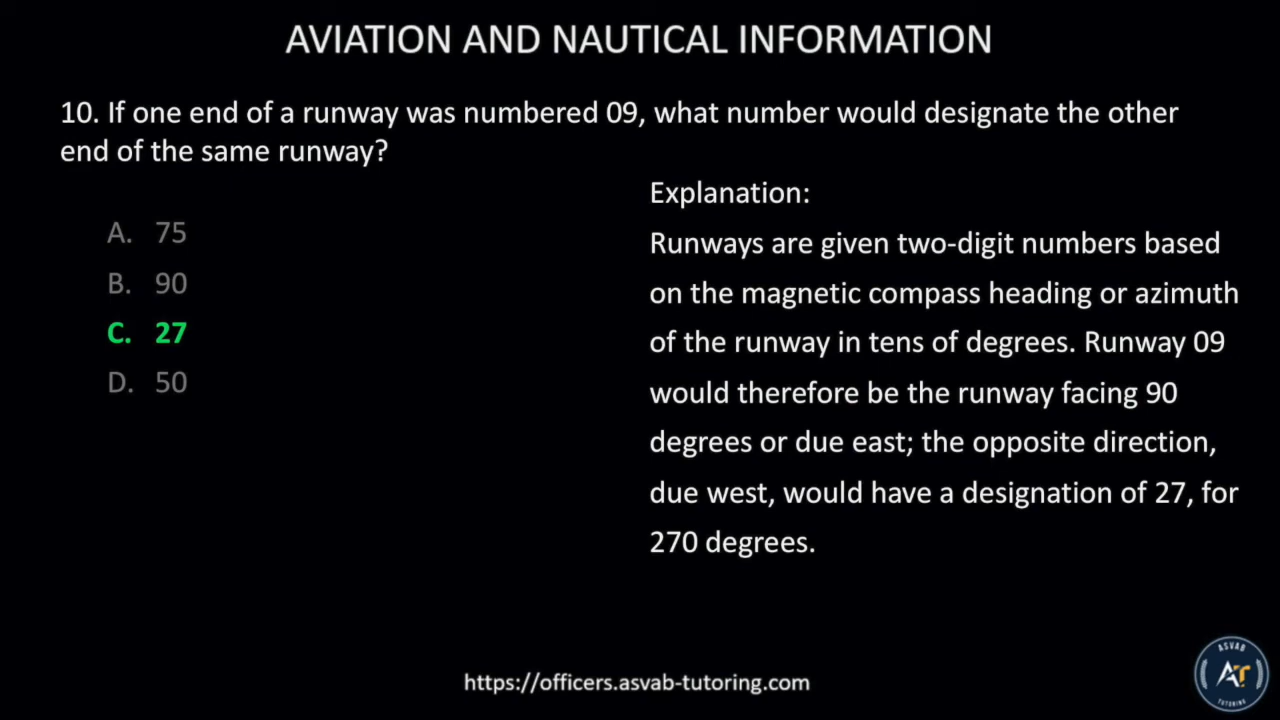 AVIATION AND NAUTICAL INFORMATION
10. If one end of a runway was numbered 09, what number would designate the other
end of the same runway?
A. 75
B. 90
C. 27
D. 50
Explanation:
Runways are given two-digit numbers based
on the magnetic compass heading or azimuth
of the runway in tens of degrees. Runway 09
would therefore be the runway facing 90
degrees or due east; the opposite direction,
due west, would have a designation of 27, for
270 degrees.
https://officers.asvab-tutoring.com
ASVAB
AT
TUTORING